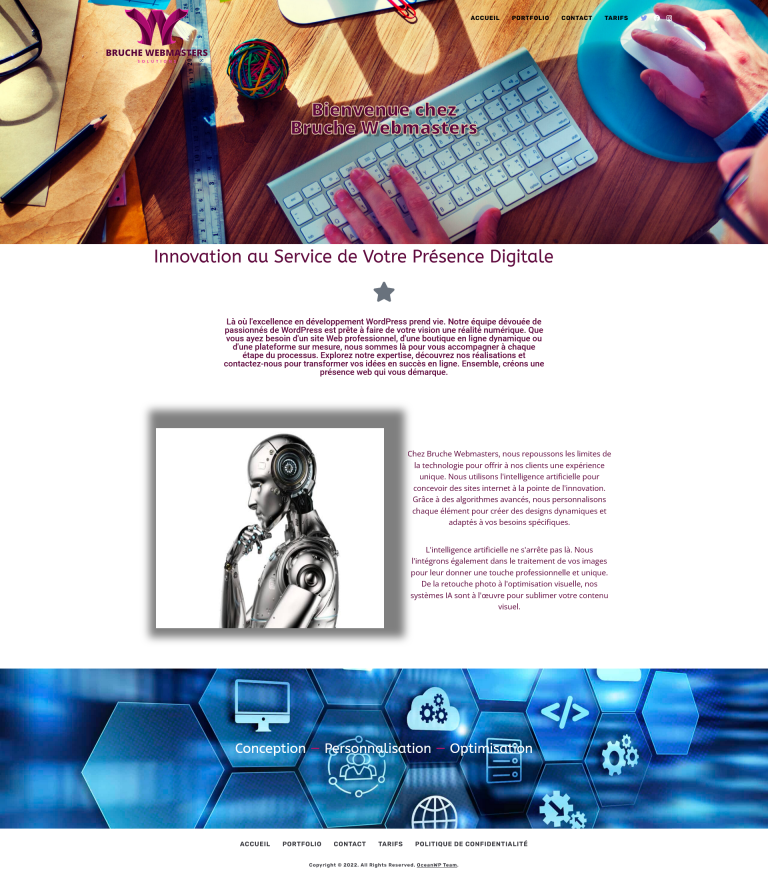 BRUCHE WEBMASTERS
SOLUTIONS
ACCUEIL PORTFOLIO CONTACT TARIFS
Bienvenue chez
Bruche Webmasters
Innovation au Service de Votre Présence Digitale
Là où l'excellence en développement WordPress prend vie. Notre équipe dévouée de
passionnés de WordPress est prête à faire de votre vision une réalité numérique. Que
vous ayez besoin d'un site Web professionnel, d'une boutique en ligne dynamique ou
d'une plateforme sur mesure, nous sommes là pour vous accompagner à chaque
étape du processus. Explorez notre expertise, découvrez nos réalisations et
contactez-nous pour transformer vos idées en succès en ligne. Ensemble, créons une
présence web qui vous démarque.
Chez Bruche Webmasters, nous repoussons les limites de
la technologie pour offrir à nos clients une expérience
unique. Nous utilisons l'intelligence artificielle pour
concevoir des sites internet à la pointe de l'innovation.
Grâce à des algorithmes avancés, nous personnalisons
chaque élément pour créer des designs dynamiques et
adaptés à vos besoins spécifiques.
L'intelligence artificielle ne s'arrête pas là. Nous
l'intégrons également dans le traitement de vos images
pour leur donner une touche professionnelle et unique.
De la retouche photo à l'optimisation visuelle, nos
systèmes IA sont à l'œuvre pour sublimer votre contenu
visuel.
Conception — Personnalisation — Optimisation
ACCUEIL PORTFOLIO CONTACT TARIFS POLITIQUE DE CONFIDENTIALITÉ
Copyright © 2022. All Rights Reserved. OceanWP Team.